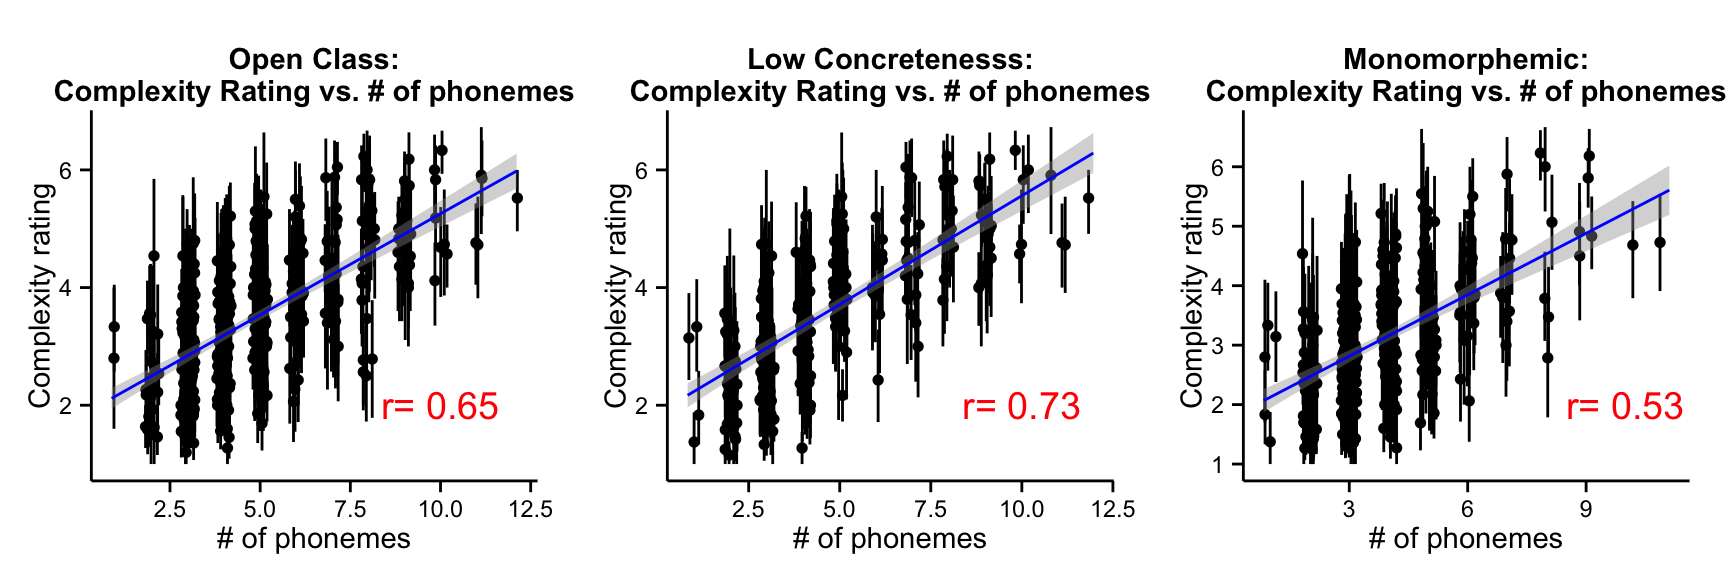 Open Class:
Complexity Rating vs. # of phonemes
Complexity rating
6
4
2
r= 0.65
2.5 5.0 7.5 10.0 12.5
# of phonemes
Low Concretenesss:
Complexity Rating vs. # of phonemes
Complexity rating
6
4
2
r= 0.73
2.5 5.0 7.5 10.0 12.5
# of phonemes
Monomorphemic:
Complexity Rating vs. # of phonemes
Complexity rating
6
5
4
3
2
1
r= 0.53
3 6 9
# of phonemes